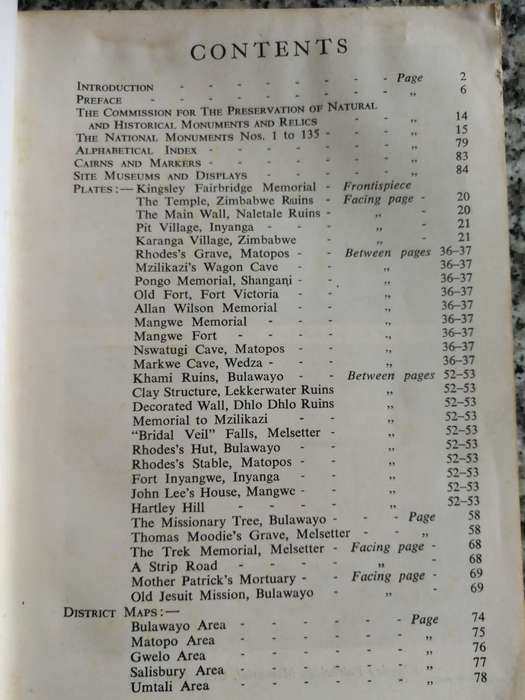 CONTENTS
INTRODUCTION - - - - - - - - Page 2
PREFACE - - - - - - - - „ 6
THE COMMISSION FOR THE PRESERVATION OF NATURAL
AND HISTORICAL MONUMENTS AND RELICS - - „ 14
THE NATIONAL MONUMENTS NOS. 1 TO 135 - - - „ 15
ALPHABETICAL INDEX - - - - - - „ 79
CAIRNS AND MARKERS - - - - - - „ 83
SITE MUSEUMS AND DISPLAYS - - - - - „ 84
PLATES:— Kingsley Fairbridge Memorial - Frontispiece
The Temple, Zimbabwe Ruins - Facing page - 20
The Main Wall, Naletale Ruins - „ - 20
Pit Village, Inyanga - - - „ - 21
Karanga Village, Zimbabwe - „ - 21
Rhodes's Grave, Matopos - - Between pages 36–37
Mzilikazi's Wagon Cave - - „ 36–37
Pongo Memorial, Shangani - - „ 36–37
Old Fort, Fort Victoria - - „ 36–37
Allan Wilson Memorial - - „ 36–37
Mangwe Memorial - - - - „ 36–37
Mangwe Fort - - - - „ 36–37
Nswatugi Cave, Matopos - - „ 36–37
Markwe Cave, Wedza - - - „ 36–37
Khami Ruins, Bulawayo - - Between pages 52–53
Clay Structure, Lekkerwater Ruins „ 52–53
Decorated Wall, Dhlo Dhlo Ruins „ 52–53
Memorial to Mzilikazi - - „ 52–53
"Bridal Veil" Falls, Melsetter - „ 52–53
Rhodes's Hut, Bulawayo - - „ 52–53
Rhodes's Stable, Matopos - - „ 52–53
Fort Inyangwe, Inyanga - - „ 52–53
John Lee's House, Mangwe - - „ 52–53
Hartley Hill - - - - „ 52–53
The Missionary Tree, Bulawayo - - - Page 58
Thomas Moodie's Grave, Melsetter - - „ 58
The Trek Memorial, Melsetter - Facing page - 68
A Strip Road - - - - „ - 68
Mother Patrick's Mortuary - - Facing page - 69
Old Jesuit Mission, Bulawayo - „ - 69
DISTRICT MAPS:—
Bulawayo Area - - - - - Page 74
Matopo Area - - - - - „ 75
Gwelo Area - - - - - „ 76
Salisbury Area - - - - - „ 77
Umtali Area - - - - - „ 78